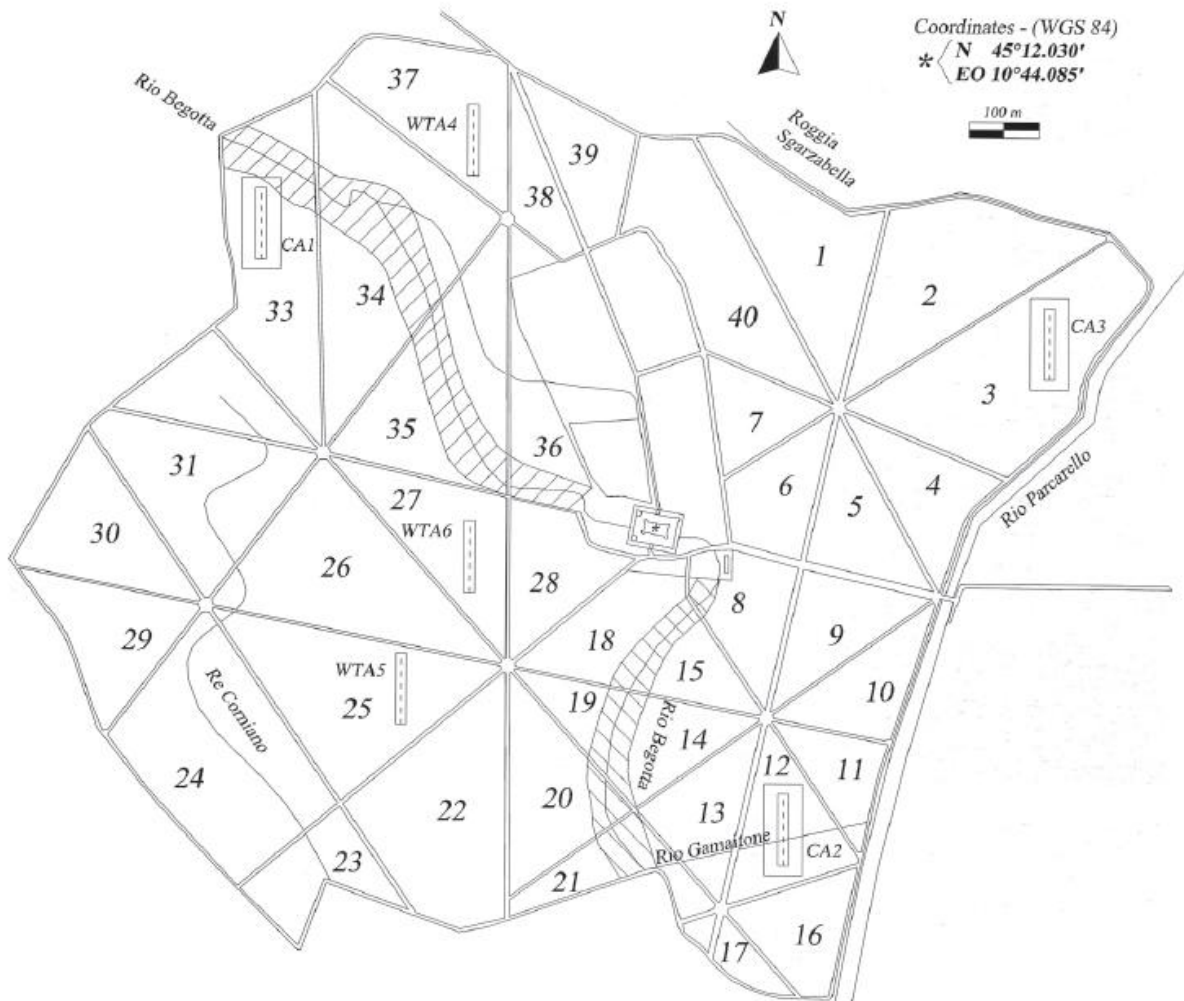 N
Coordinates - (WGS 84)
* N 45°12.030'
EO 10°44.085'
100 m
37
WTA4
Rio Begotta
Roggia
Sgarzabella
39
38
CA1
1
2
33
34
40
CA3
3
7
35
36
31
6
5
4
27
Rio Parcarello
WTA6
*
30
26
28
8
29
18
9
15
WTA5
25
19
10
Re Corniano
Rio Begotta
14
24
12
11
22
20
13
Rio Gamaitone
CA2
23
21
16
17